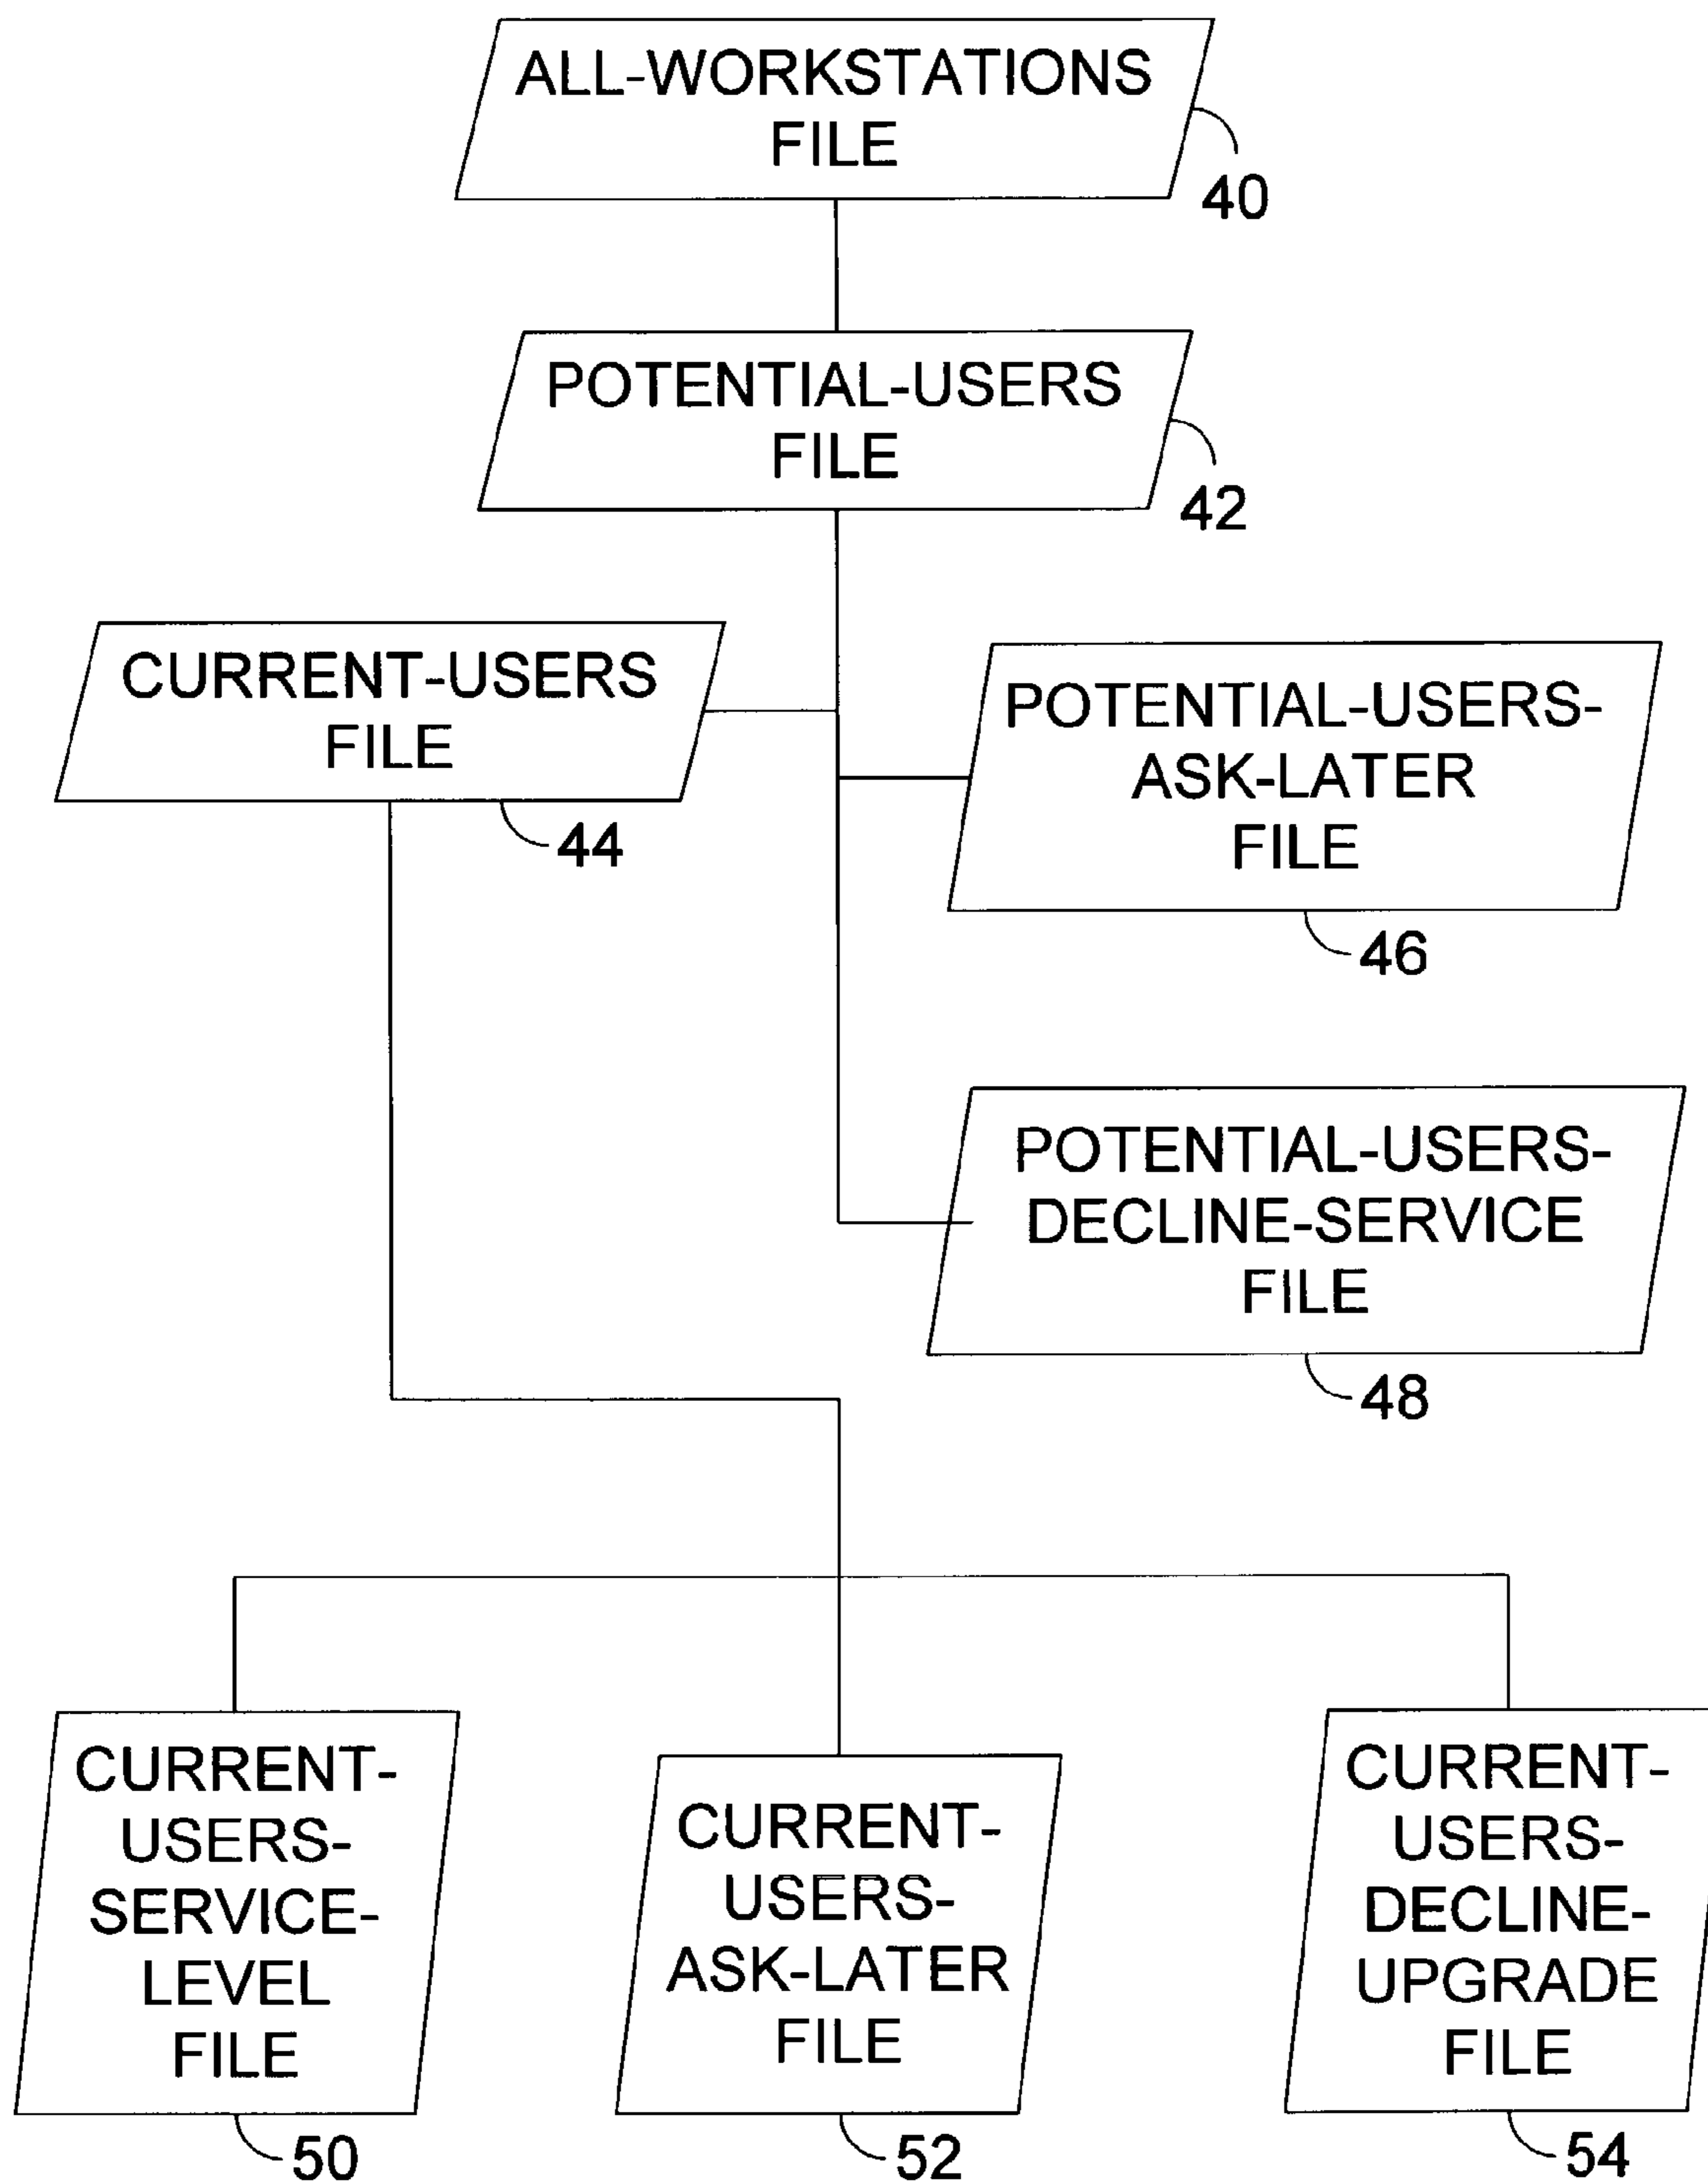 ALL-WORKSTATIONS
FILE
40
POTENTIAL-USERS
FILE
42
CURRENT-USERS
FILE
44
POTENTIAL-USERS-
ASK-LATER
FILE
46
POTENTIAL-USERS-
DECLINE-SERVICE
FILE
48
CURRENT-
USERS-
SERVICE-
LEVEL
FILE
50
CURRENT-
USERS-
ASK-LATER
FILE
52
CURRENT-
USERS-
DECLINE-
UPGRADE
FILE
54